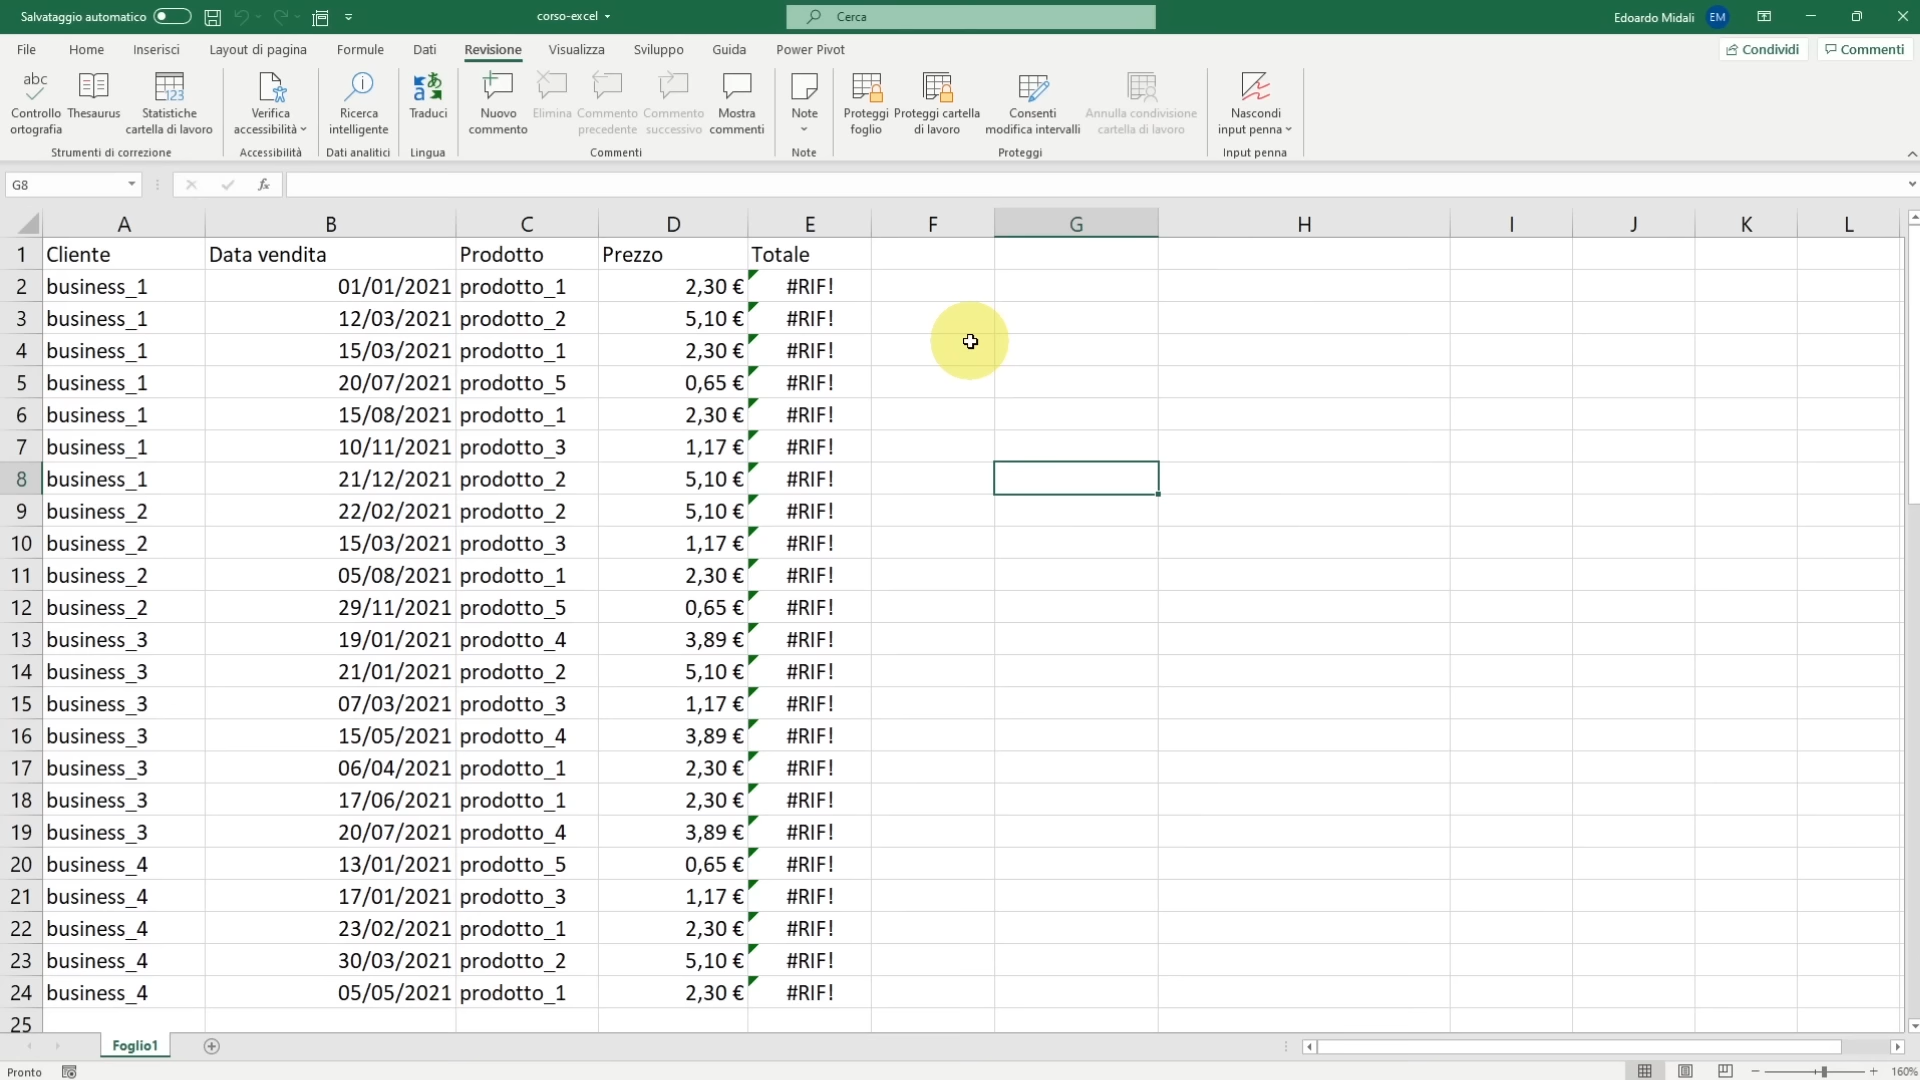 Salvataggio automatico
corso-excel
Cerca
Edoardo Midali EM
File Home Inserisci Layout di pagina Formule Dati Revisione Visualizza Sviluppo Guida Power Pivot Condividi Commenti
abc
123
Controllo ortografia
Thesaurus
Statistiche cartella di lavoro
Verifica accessibilità
Ricerca intelligente
Traduci
Nuovo commento
Elimina
Commento precedente
Commento successivo
Mostra commenti
Note
Proteggi foglio
Proteggi cartella di lavoro
Consenti modifica intervalli
Annulla condivisione cartella di lavoro
Nascondi input penna
Strumenti di correzione Accessibilità Dati analitici Lingua Commenti Note Proteggi Input penna
G8 fx
A B C D E F G H I J K L
1 Cliente Data vendita Prodotto Prezzo Totale
2 business_1 01/01/2021 prodotto_1 2,30 € #RIF!
3 business_1 12/03/2021 prodotto_2 5,10 € #RIF!
4 business_1 15/03/2021 prodotto_1 2,30 € #RIF!
5 business_1 20/07/2021 prodotto_5 0,65 € #RIF!
6 business_1 15/08/2021 prodotto_1 2,30 € #RIF!
7 business_1 10/11/2021 prodotto_3 1,17 € #RIF!
8 business_1 21/12/2021 prodotto_2 5,10 € #RIF!
9 business_2 22/02/2021 prodotto_2 5,10 € #RIF!
10 business_2 15/03/2021 prodotto_3 1,17 € #RIF!
11 business_2 05/08/2021 prodotto_1 2,30 € #RIF!
12 business_2 29/11/2021 prodotto_5 0,65 € #RIF!
13 business_3 19/01/2021 prodotto_4 3,89 € #RIF!
14 business_3 21/01/2021 prodotto_2 5,10 € #RIF!
15 business_3 07/03/2021 prodotto_3 1,17 € #RIF!
16 business_3 15/05/2021 prodotto_4 3,89 € #RIF!
17 business_3 06/04/2021 prodotto_1 2,30 € #RIF!
18 business_3 17/06/2021 prodotto_1 2,30 € #RIF!
19 business_3 20/07/2021 prodotto_4 3,89 € #RIF!
20 business_4 13/01/2021 prodotto_5 0,65 € #RIF!
21 business_4 17/01/2021 prodotto_3 1,17 € #RIF!
22 business_4 23/02/2021 prodotto_1 2,30 € #RIF!
23 business_4 30/03/2021 prodotto_2 5,10 € #RIF!
24 business_4 05/05/2021 prodotto_1 2,30 € #RIF!
25
Foglio1
Pronto 160%